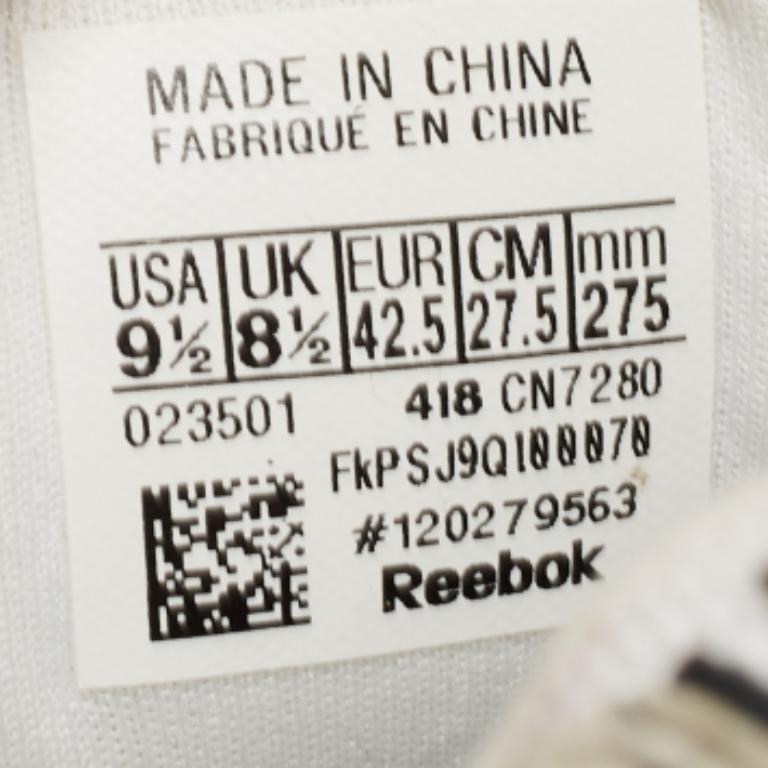 MADE IN CHINA
FABRIQUÉ EN CHINE
USA UK EUR CM mm
9½ 8½ 42.5 27.5 275
023501 418 CN7280
FkPSJ9QI00070
#120279563
Reebok